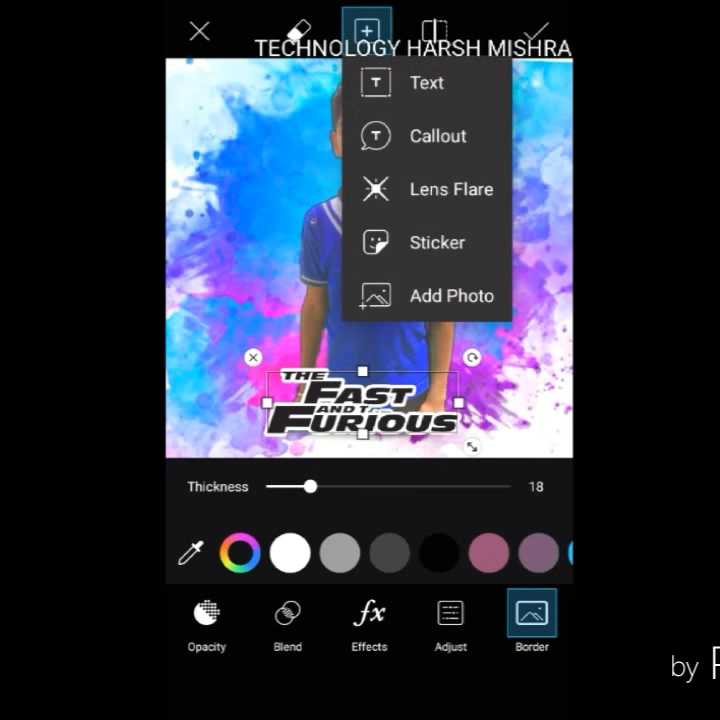 TECHNOLOGY HARSH MISHRA
Text
Callout
Lens Flare
Sticker
Add Photo
THE
FAST
AND T
FURIOUS
Thickness
18
fx
Opacity
Blend
Effects
Adjust
Border
by